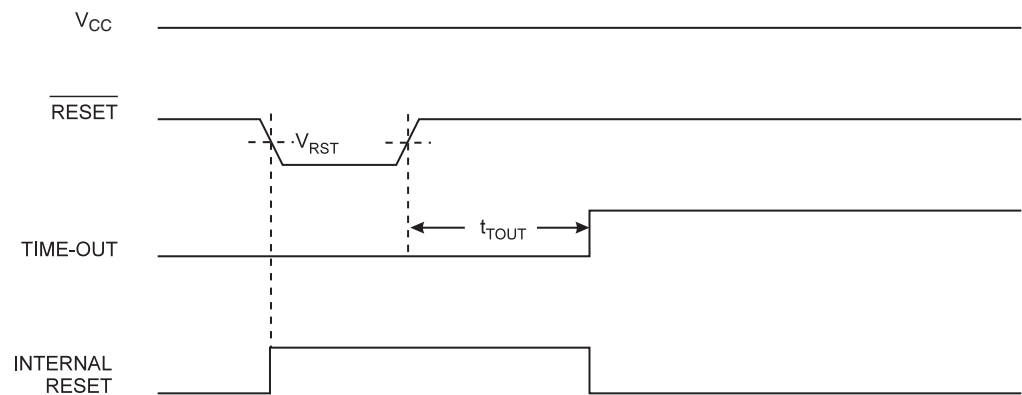 VCC
RESET
VRST
tTOUT
TIME-OUT
INTERNAL
RESET